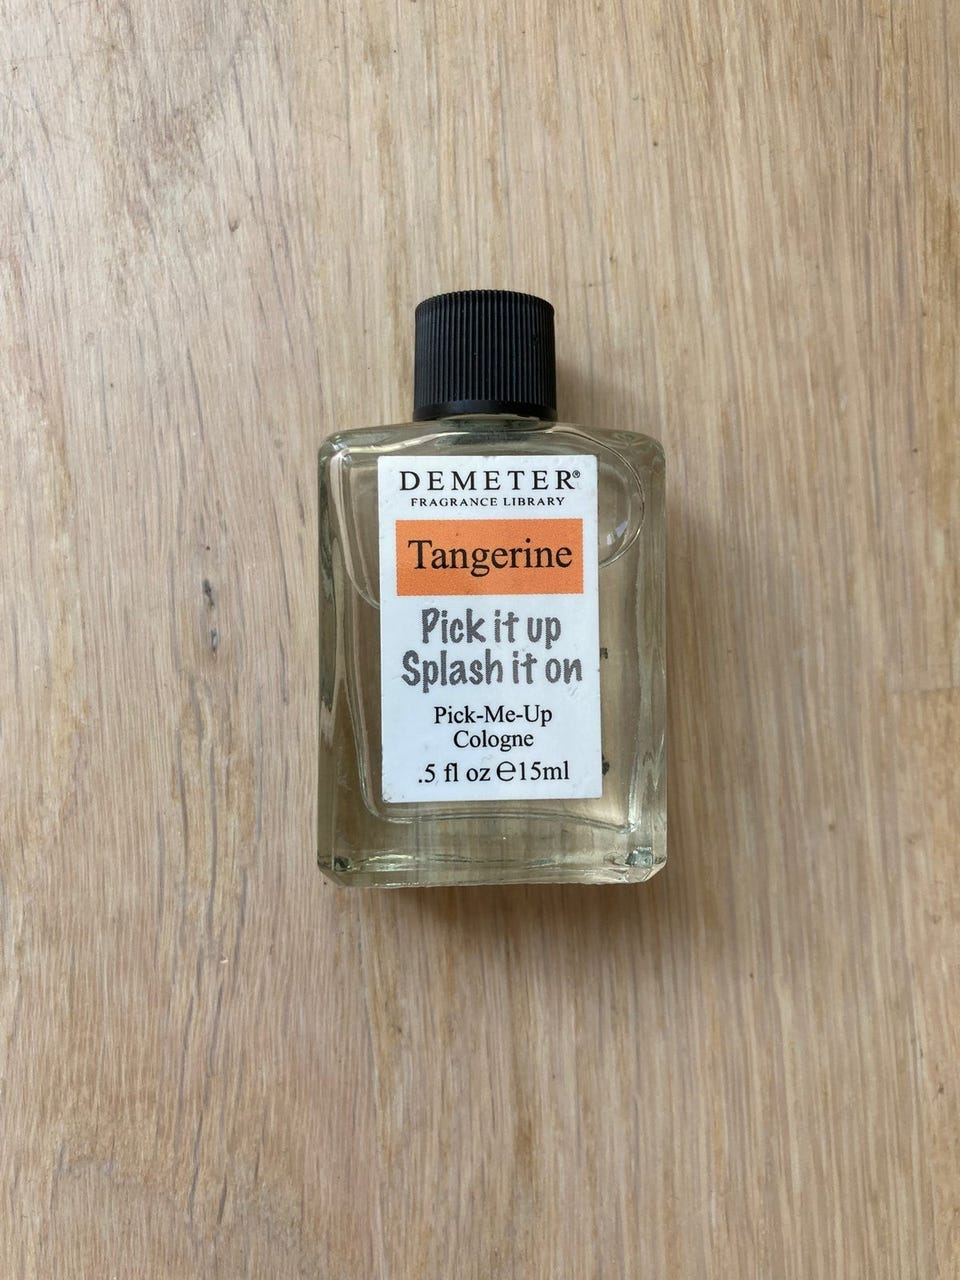 DEMETER®
FRAGRANCE LIBRARY
Tangerine
Pick it up
Splash it on
Pick-Me-Up
Cologne
.5 fl oz ℮15ml